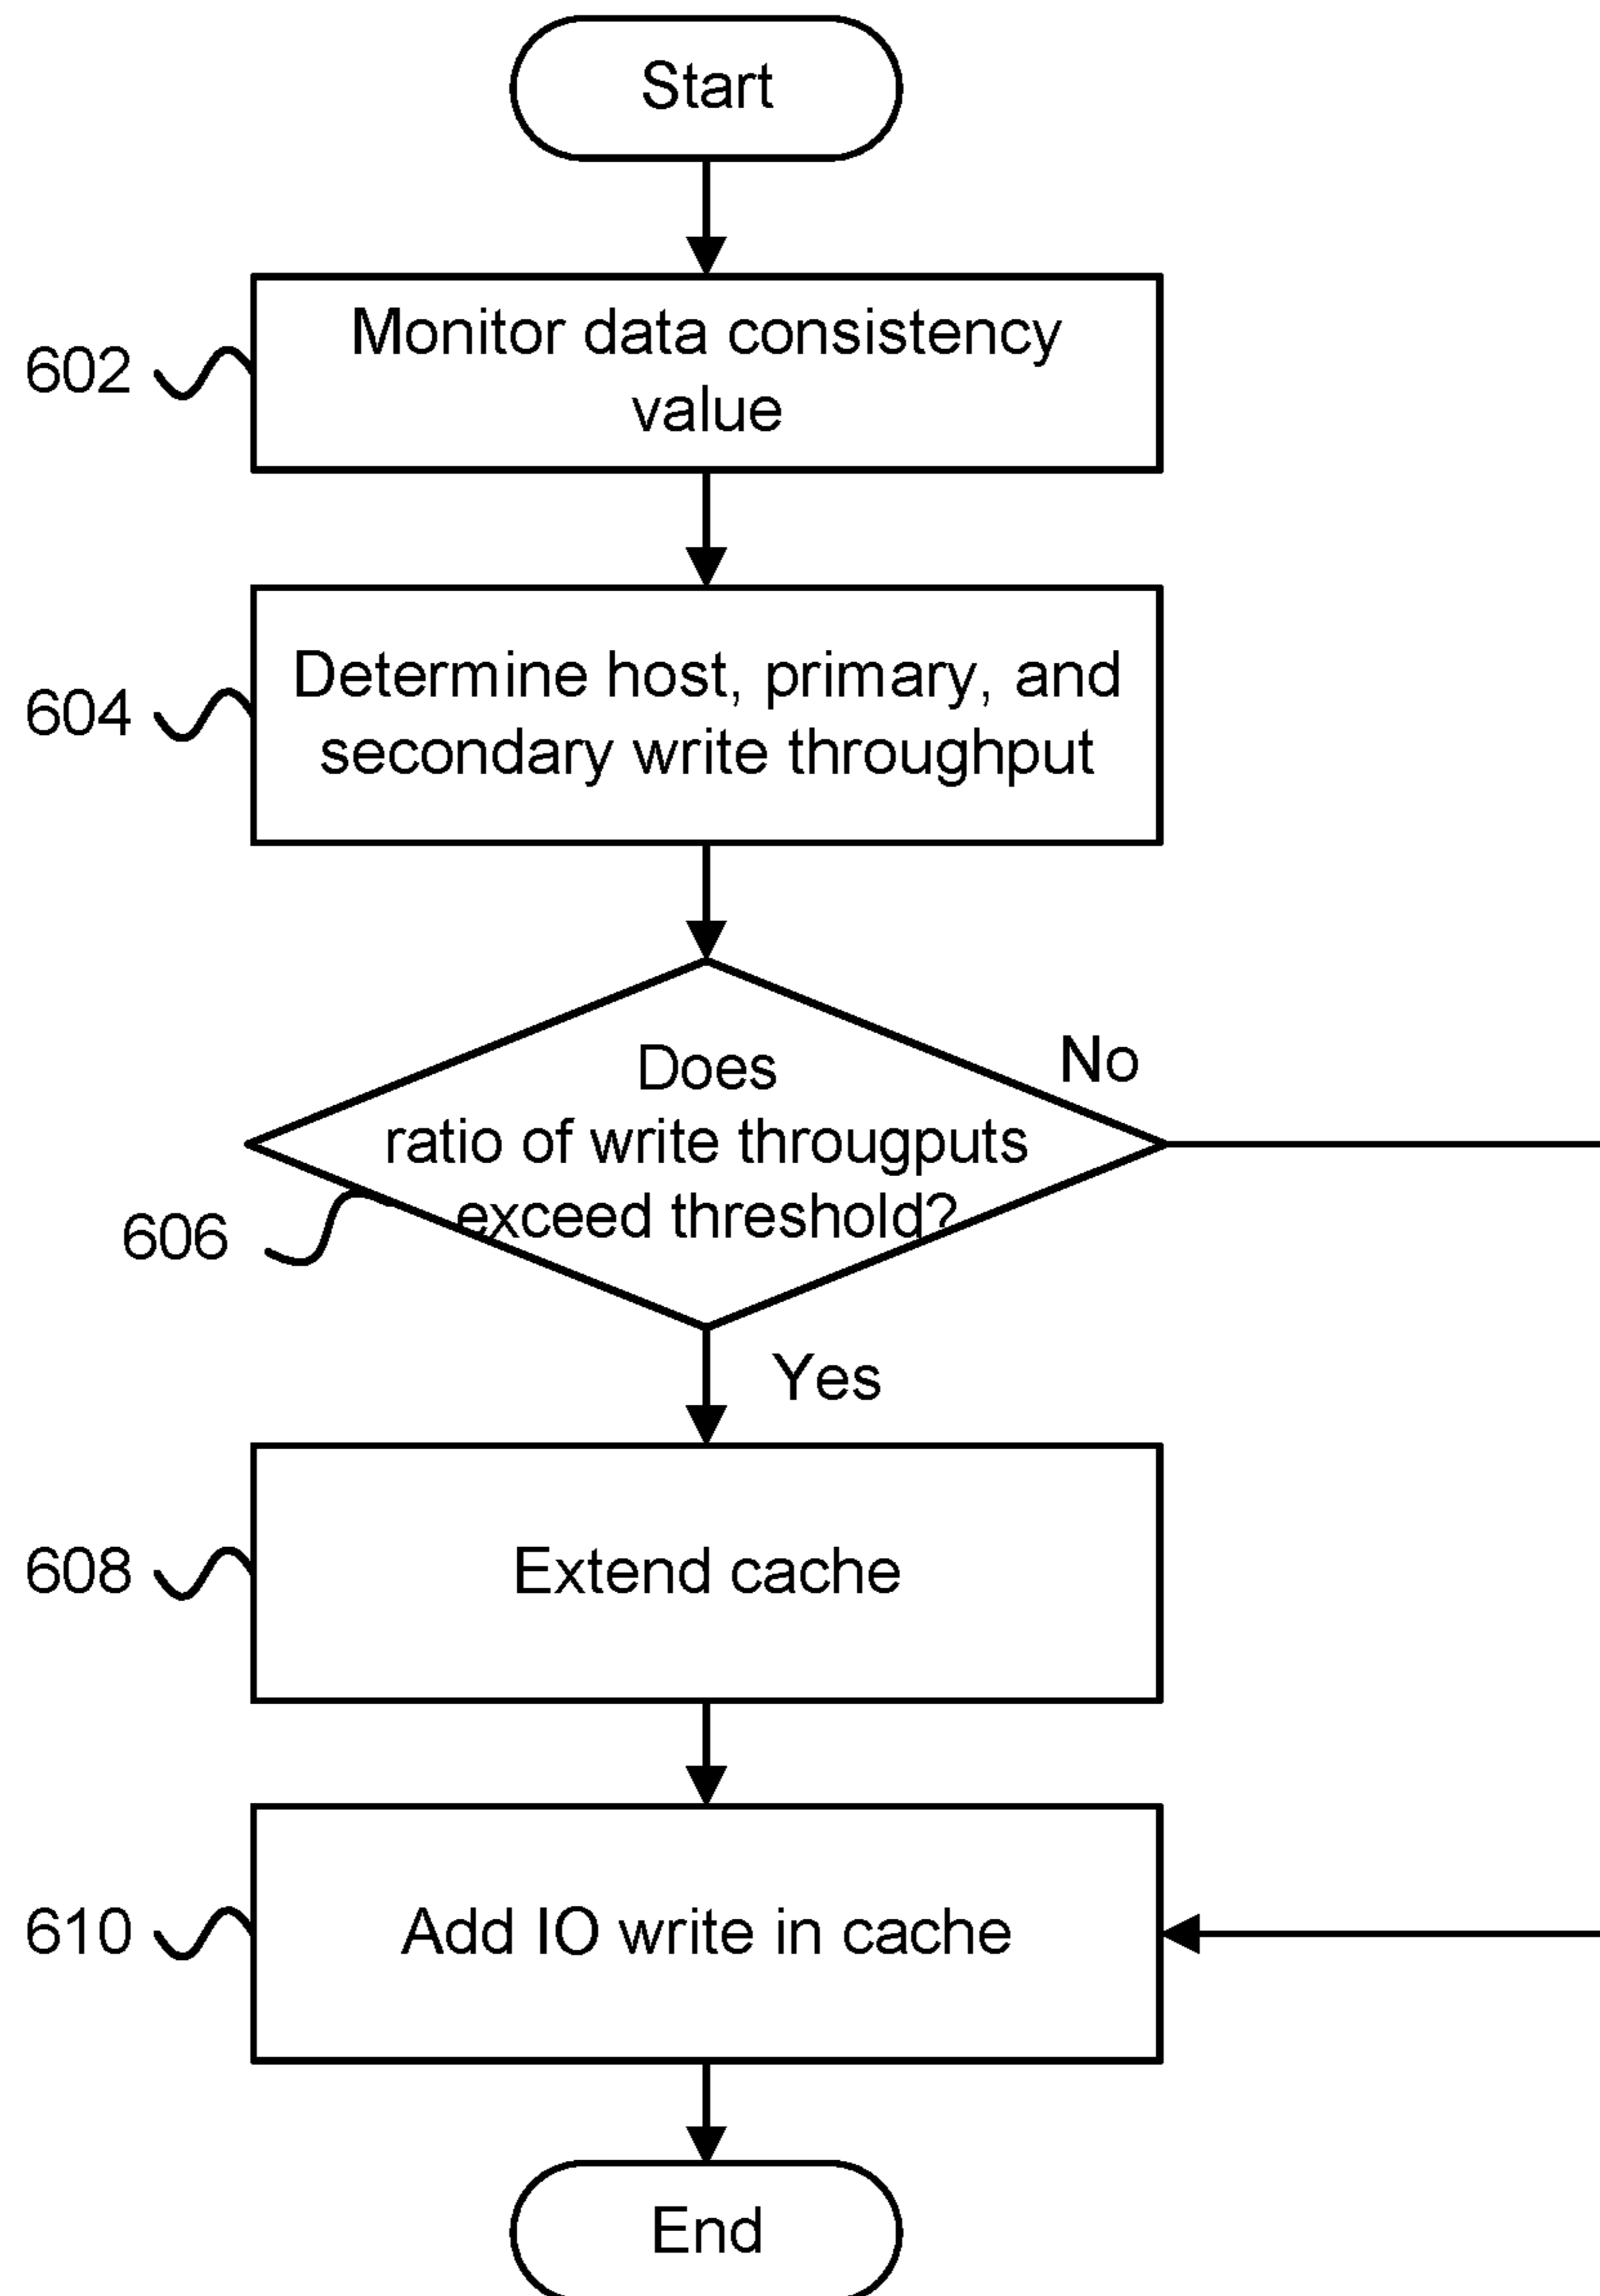 Start
602
Monitor data consistency
value
604
Determine host, primary, and
secondary write throughput
No
Does
ratio of write througputs
exceed threshold?
606
Yes
608
Extend cache
610
Add IO write in cache
End